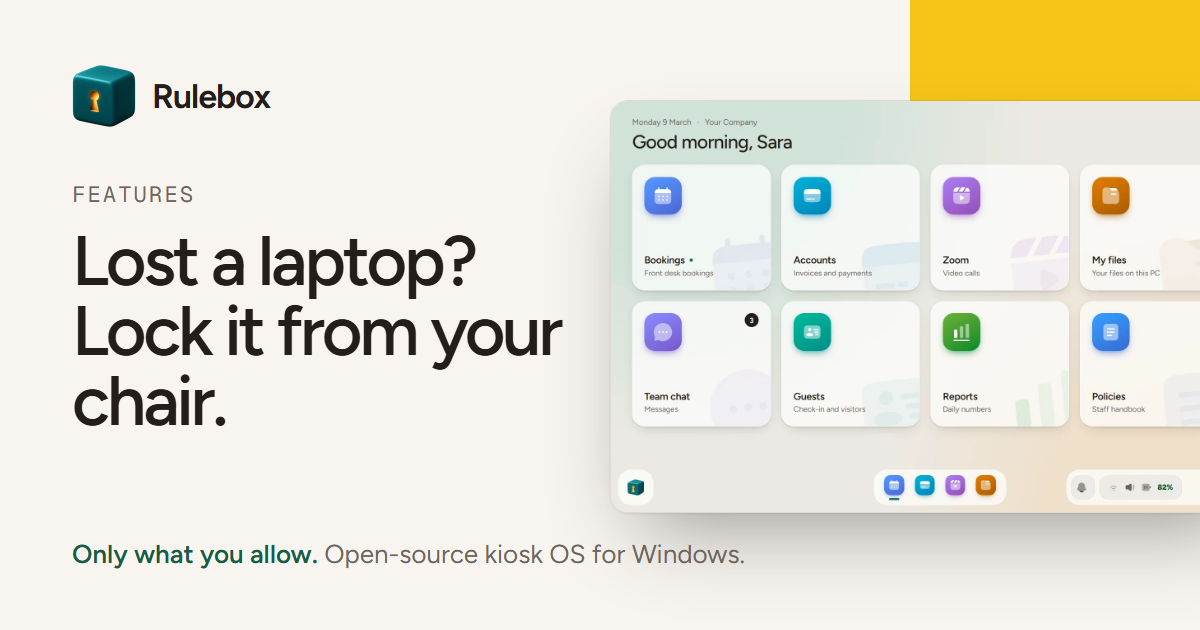 Rulebox
FEATURES
Lost a laptop?
Lock it from your
chair.
Only what you allow. Open-source kiosk OS for Windows.
Monday 9 March · Your Company
Good morning, Sara
Bookings •
Front desk bookings
Accounts
Invoices and payments
Zoom
Video calls
My files
Your files on this PC
3
Team chat
Messages
Guests
Check-in and visitors
Reports
Daily numbers
Policies
Staff handbook
82%